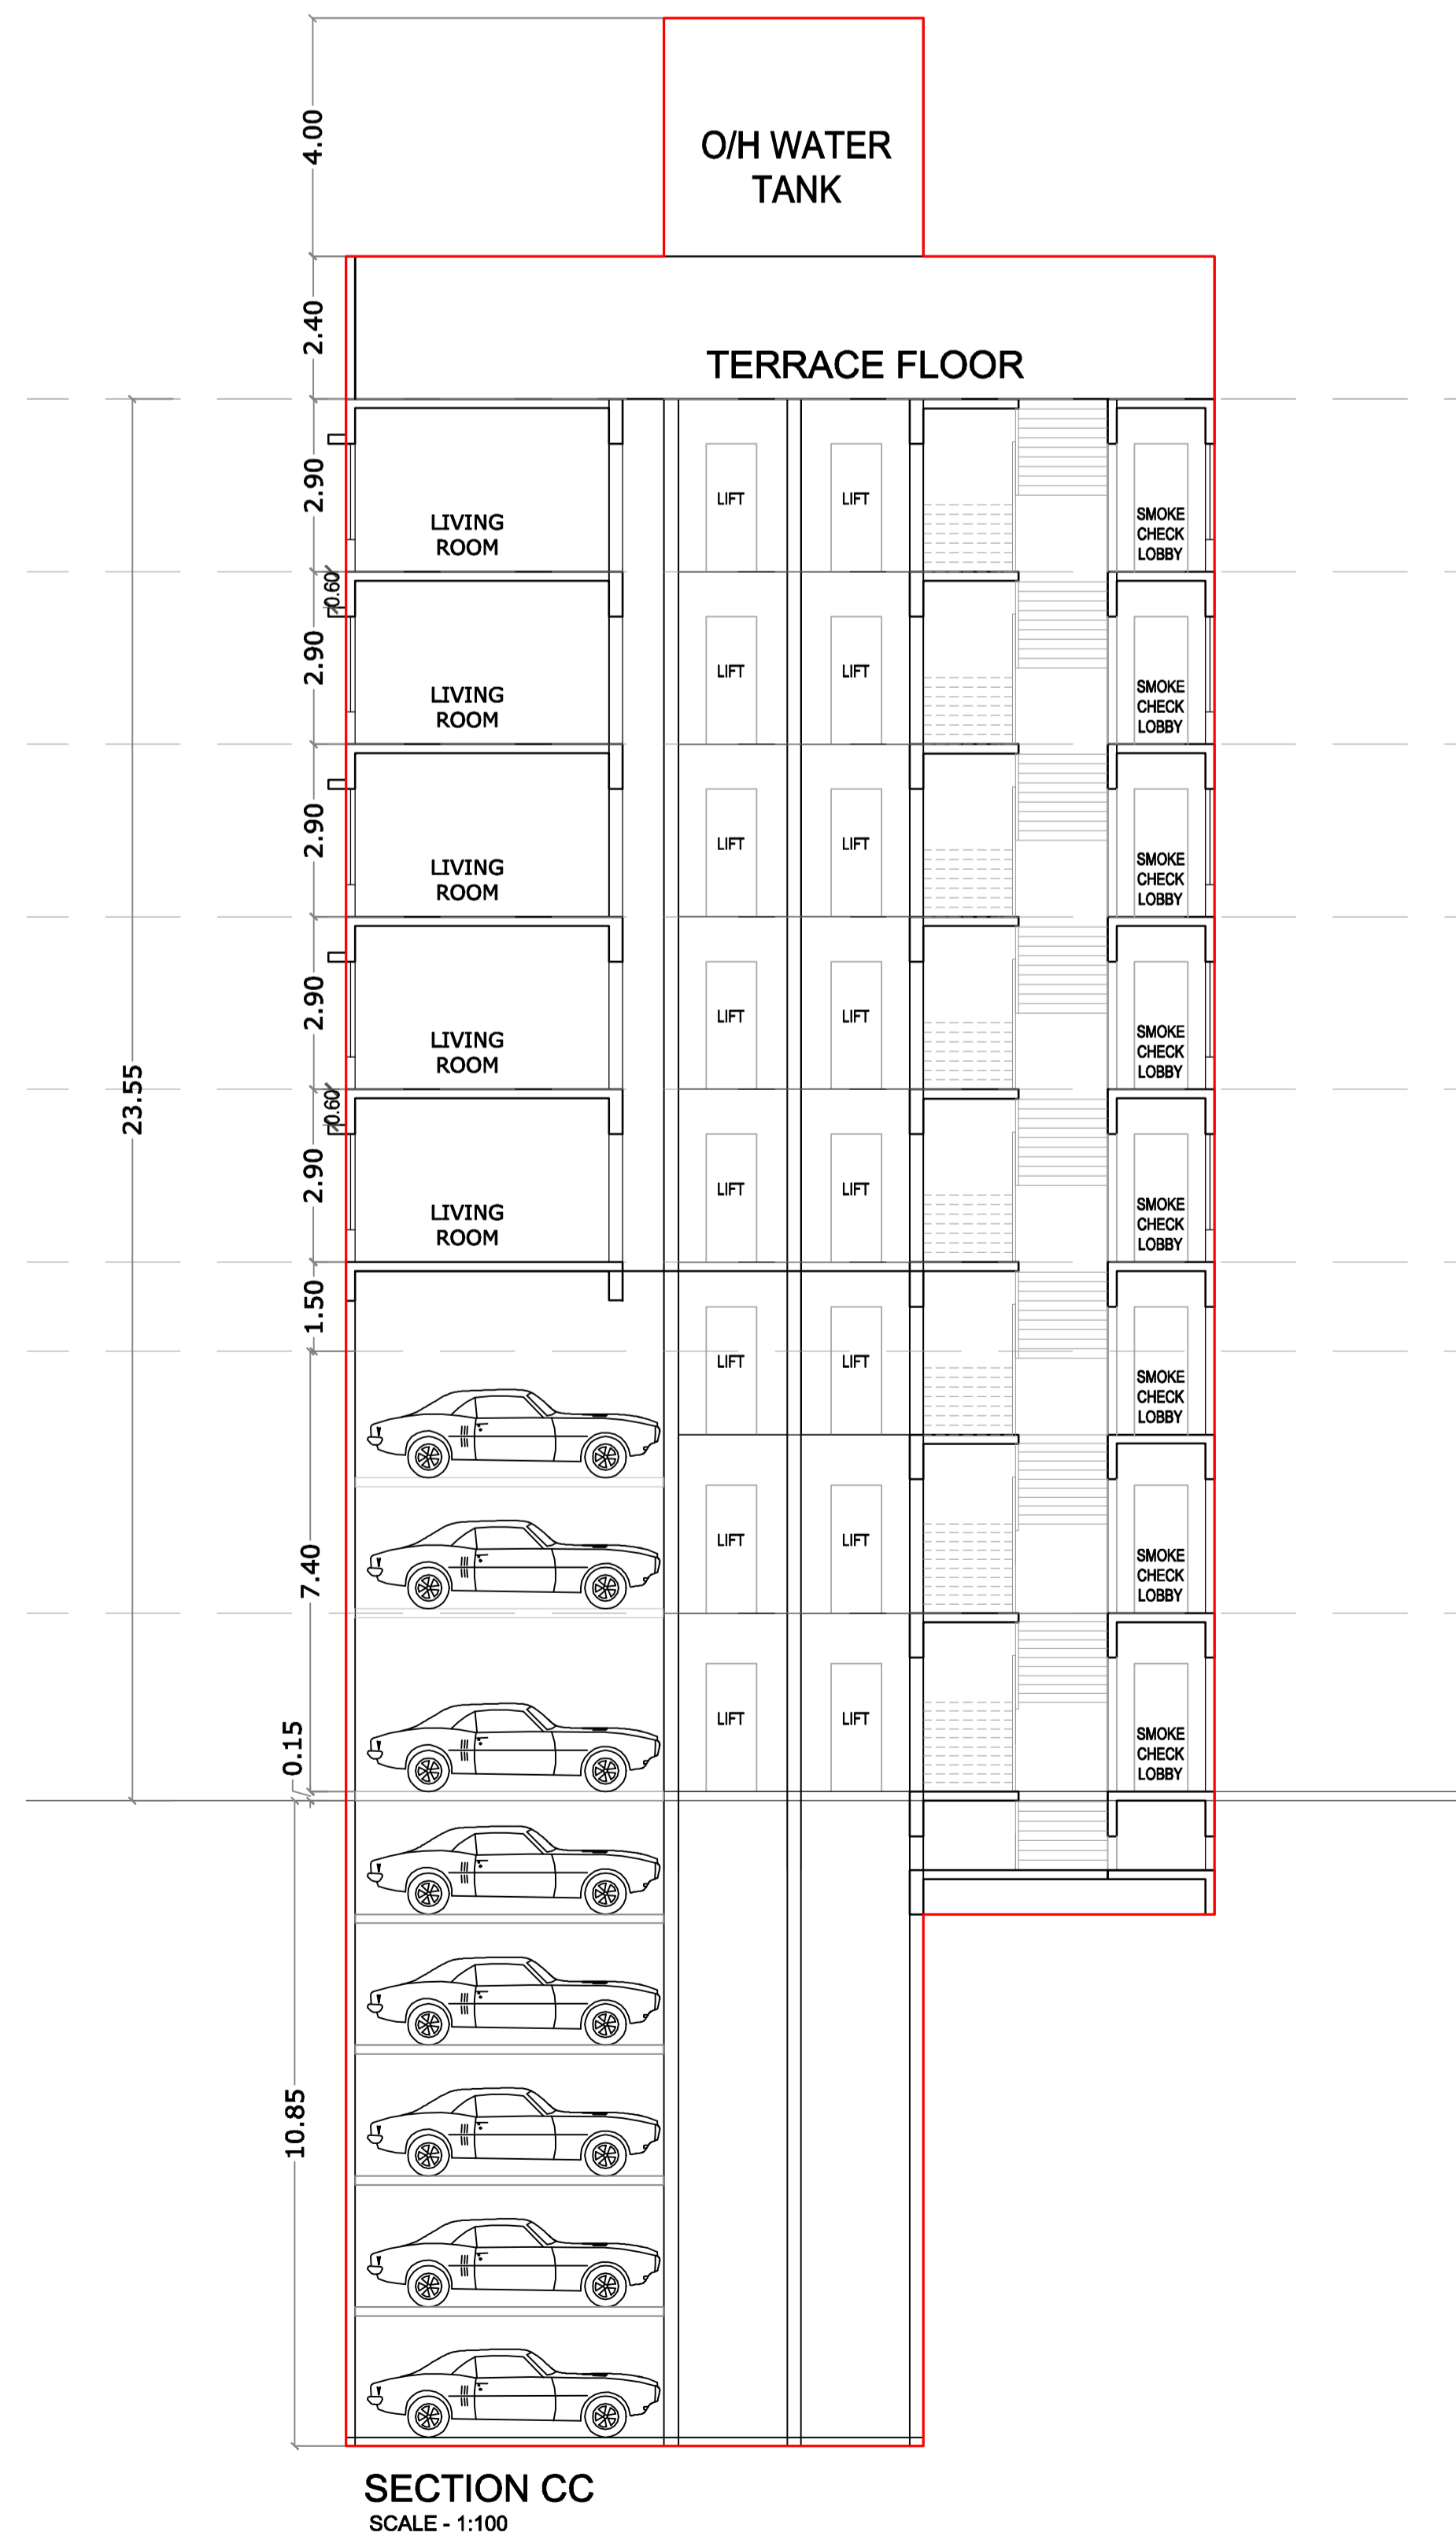 4.00
O/H WATER
TANK
2.40
TERRACE FLOOR
2.90
LIVING
ROOM
LIFT
LIFT
SMOKE
CHECK
LOBBY
0.60
2.90
LIVING
ROOM
LIFT
LIFT
SMOKE
CHECK
LOBBY
2.90
LIVING
ROOM
LIFT
LIFT
SMOKE
CHECK
LOBBY
2.90
LIVING
ROOM
LIFT
LIFT
SMOKE
CHECK
LOBBY
23.55
0.60
2.90
LIVING
ROOM
LIFT
LIFT
SMOKE
CHECK
LOBBY
1.50
LIFT
LIFT
SMOKE
CHECK
LOBBY
7.40
LIFT
LIFT
SMOKE
CHECK
LOBBY
0.15
LIFT
LIFT
SMOKE
CHECK
LOBBY
10.85
SECTION CC
SCALE - 1:100